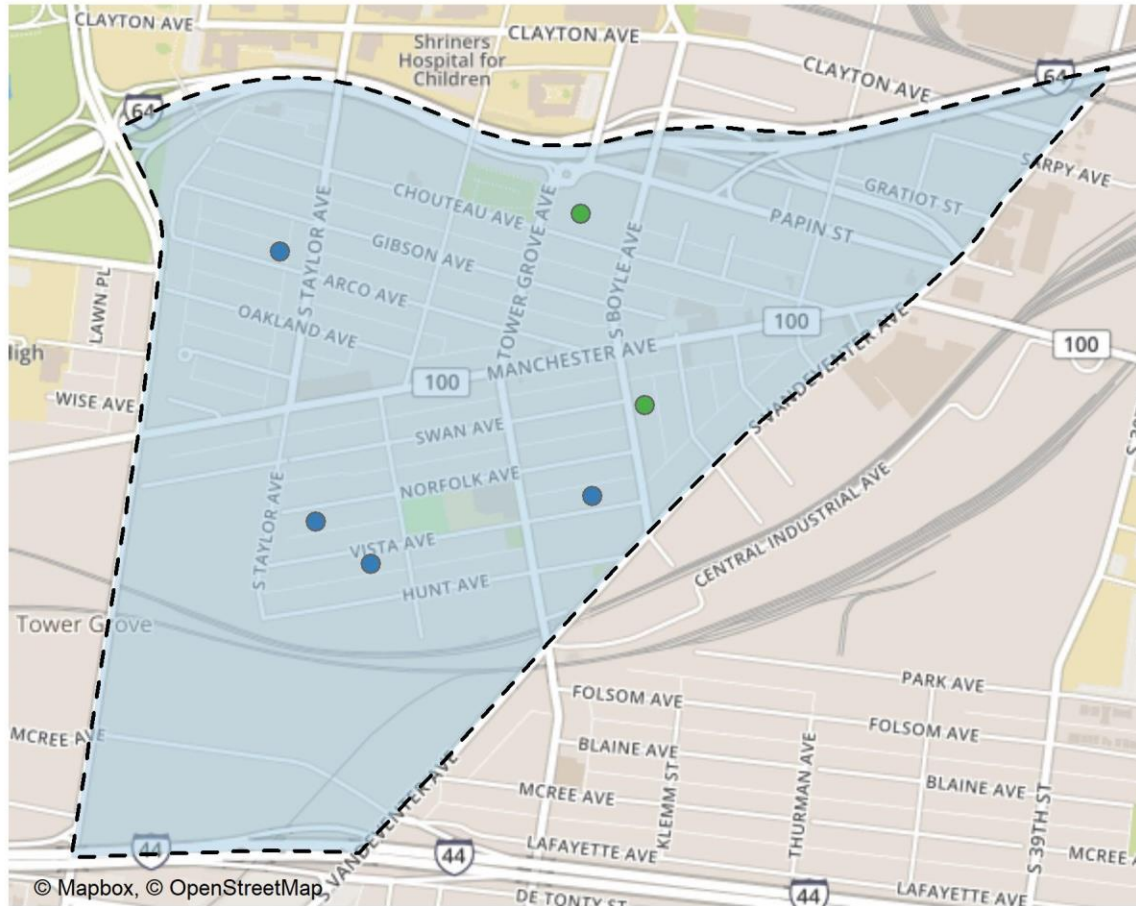 CLAYTON AVE
Shriners
Hospital for
Children
CLAYTON AVE
CLAYTON AVE
64
64
SARPY AVE
GRATIOT ST
PAPIN ST
CHOUTEAU AVE
GIBSON AVE
ARCO AVE
OAKLAND AVE
S TAYLOR AVE
TOWER GROVE AVE
S BOYLE AVE
LAWN PL
High
WISE AVE
MANCHESTER AVE
100
100
100
S VANDEVENTER AVE
SWAN AVE
NORFOLK AVE
VISTA AVE
HUNT AVE
S TAYLOR AVE
CENTRAL INDUSTRIAL AVE
Tower Grove
MCREE AVE
PARK AVE
FOLSOM AVE
FOLSOM AVE
BLAINE AVE
BLAINE AVE
MCREE AVE
KLEMM ST
THURMAN AVE
S 39TH ST
MCREE
LAFAYETTE AVE
LAFAYETTE AVE
44
44
44
S VANDEVENTER AVE
DE TONTY ST
© Mapbox, © OpenStreetMap